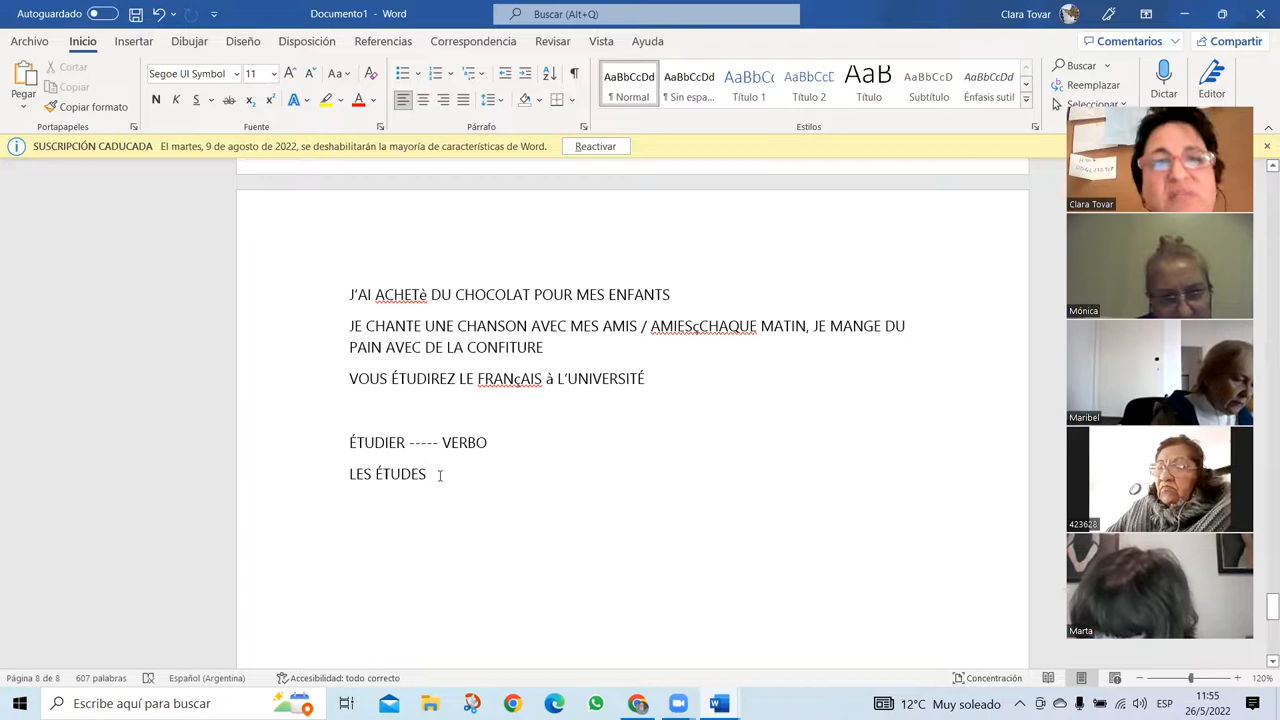 Autoguardado
Documento1
Buscar (Alt+Q)
Clara Tovar
Archivo
Inicio
Insertar
Dibujar
Diseño
Disposición
Referencias
Correspondencia
Revisar
Vista
Ayuda
Comentarios
Compartir
Pegar
Cortar
Copiar
Copiar formato
Segoe UI Symbol
11
N K S
AaBbCcDd
Normal
AaBbCcDd
Sin espa...
AaBbCc
Título 1
AaBbCcD
Título 2
AaB
Título
AaBbCcD
Subtítulo
AaBbCcDd
Énfasis sutil
Buscar
Reemplazar
Seleccionar
Dictar
Editor
Portapapeles
Fuente
Párrafo
Estilos
SUSCRIPCIÓN CADUCADA El martes, 9 de agosto de 2022, se deshabilitarán la mayoría de características de Word.
Reactivar
J’AI ACHETè DU CHOCOLAT POUR MES ENFANTS
JE CHANTE UNE CHANSON AVEC MES AMIS / AMIESçCHAQUE MATIN, JE MANGE DU
PAIN AVEC DE LA CONFITURE
VOUS ÉTUDIREZ LE FRANçAIS à L’UNIVERSITÉ
ÉTUDIER ----- VERBO
LES ÉTUDES
Clara Tovar
Mónica
Maribel
423628
Marta
Página 8 de 8
607 palabras
Español (Argentina)
Accesibilidad: todo correcto
Concentración
120%
Escribe aquí para buscar
12°C Muy soleado
ESP
11:55
26/5/2022